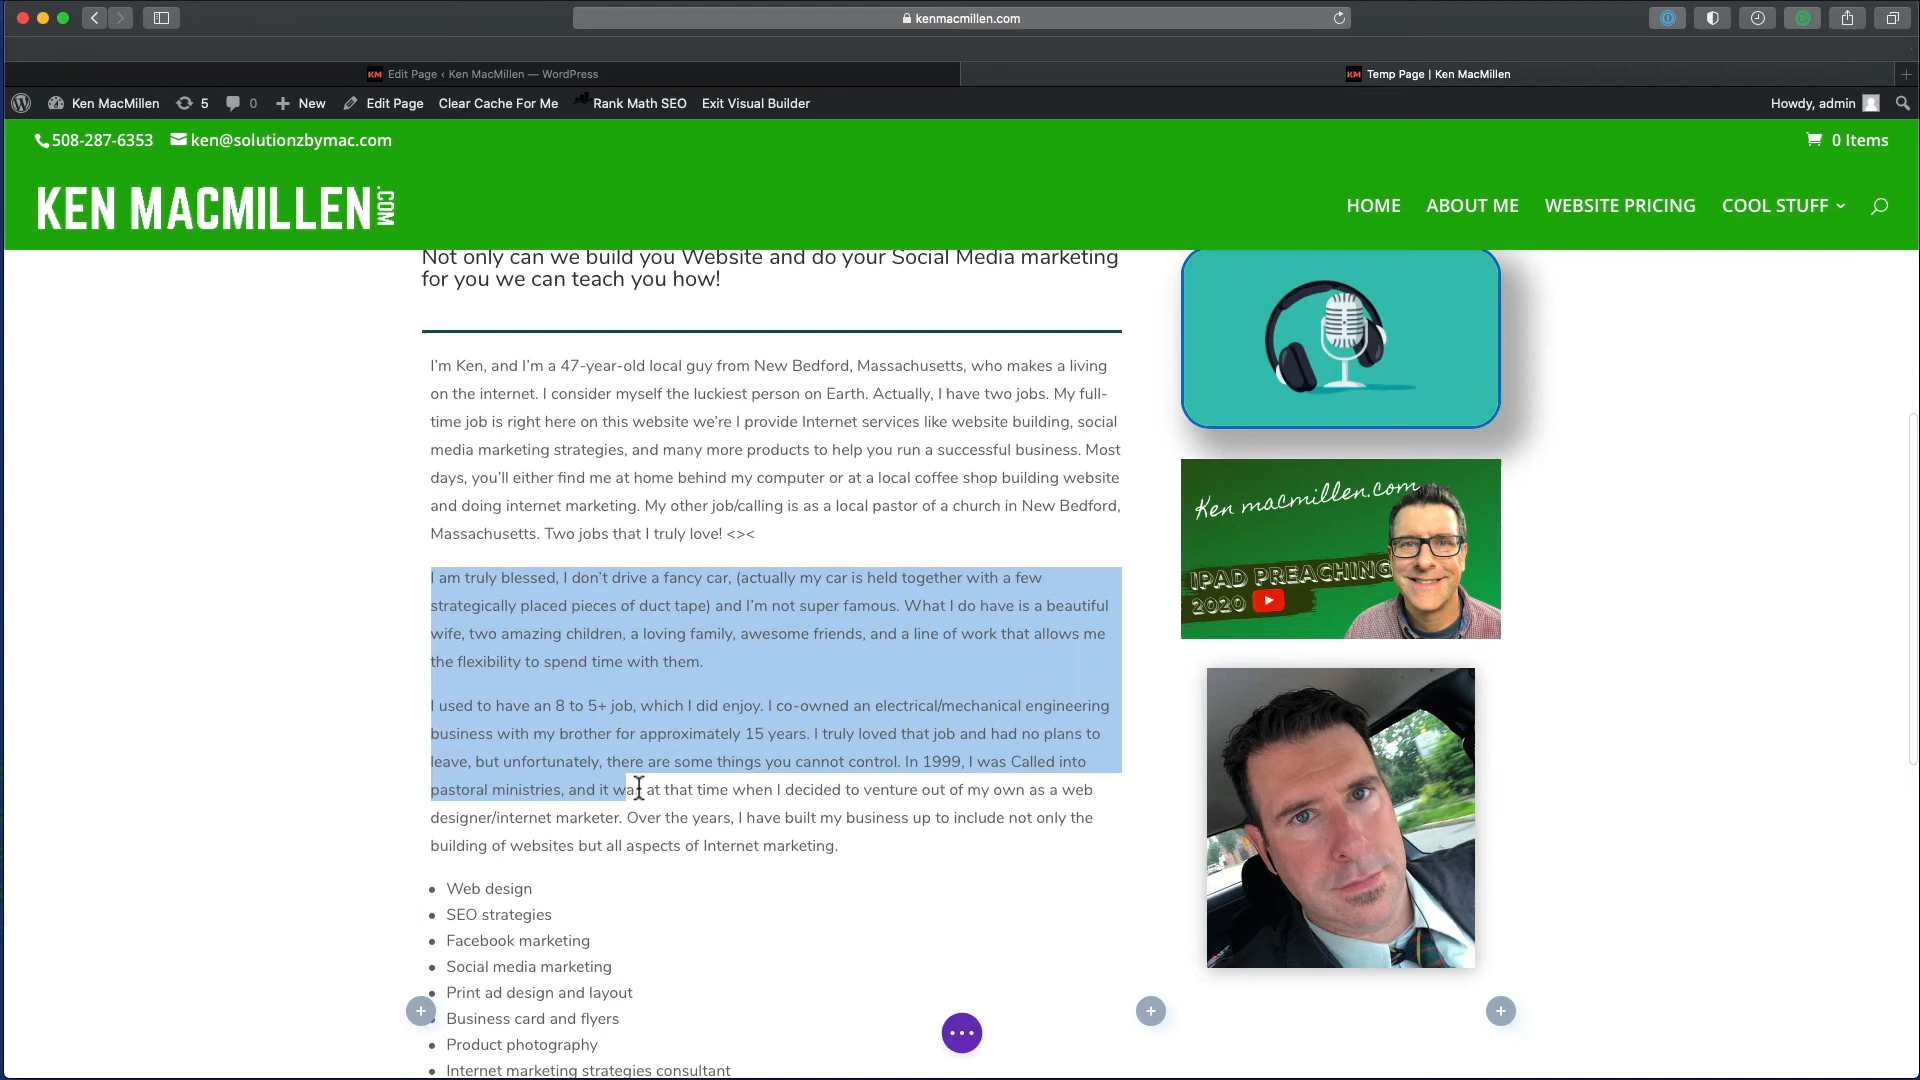 kenmacmillen.com
Edit Page ‹ Ken MacMillen — WordPress
Temp Page | Ken MacMillen
Ken MacMillen
5
0
New
Edit Page
Clear Cache For Me
Rank Math SEO
Exit Visual Builder
Howdy, admin
508-287-6353
ken@solutionzbymac.com
0 Items
KEN MACMILLEN.COM
HOME
ABOUT ME
WEBSITE PRICING
COOL STUFF
Not only can we build you Website and do your Social Media marketing
for you we can teach you how!
I'm Ken, and I'm a 47-year-old local guy from New Bedford, Massachusetts, who makes a living
on the internet. I consider myself the luckiest person on Earth. Actually, I have two jobs. My full-
time job is right here on this website we're I provide Internet services like website building, social
media marketing strategies, and many more products to help you run a successful business. Most
days, you'll either find me at home behind my computer or at a local coffee shop building website
and doing internet marketing. My other job/calling is as a local pastor of a church in New Bedford,
Massachusetts. Two jobs that I truly love! <><
I am truly blessed, I don't drive a fancy car, (actually my car is held together with a few
strategically placed pieces of duct tape) and I'm not super famous. What I do have is a beautiful
wife, two amazing children, a loving family, awesome friends, and a line of work that allows me
the flexibility to spend time with them.
I used to have an 8 to 5+ job, which I did enjoy. I co-owned an electrical/mechanical engineering
business with my brother for approximately 15 years. I truly loved that job and had no plans to
leave, but unfortunately, there are some things you cannot control. In 1999, I was Called into
pastoral ministries, and it was at that time when I decided to venture out of my own as a web
designer/internet marketer. Over the years, I have built my business up to include not only the
building of websites but all aspects of Internet marketing.
• Web design
• SEO strategies
• Facebook marketing
• Social media marketing
• Print ad design and layout
• Business card and flyers
• Product photography
• Internet marketing strategies consultant
Ken macmillen.com
IPAD PREACHING
2020